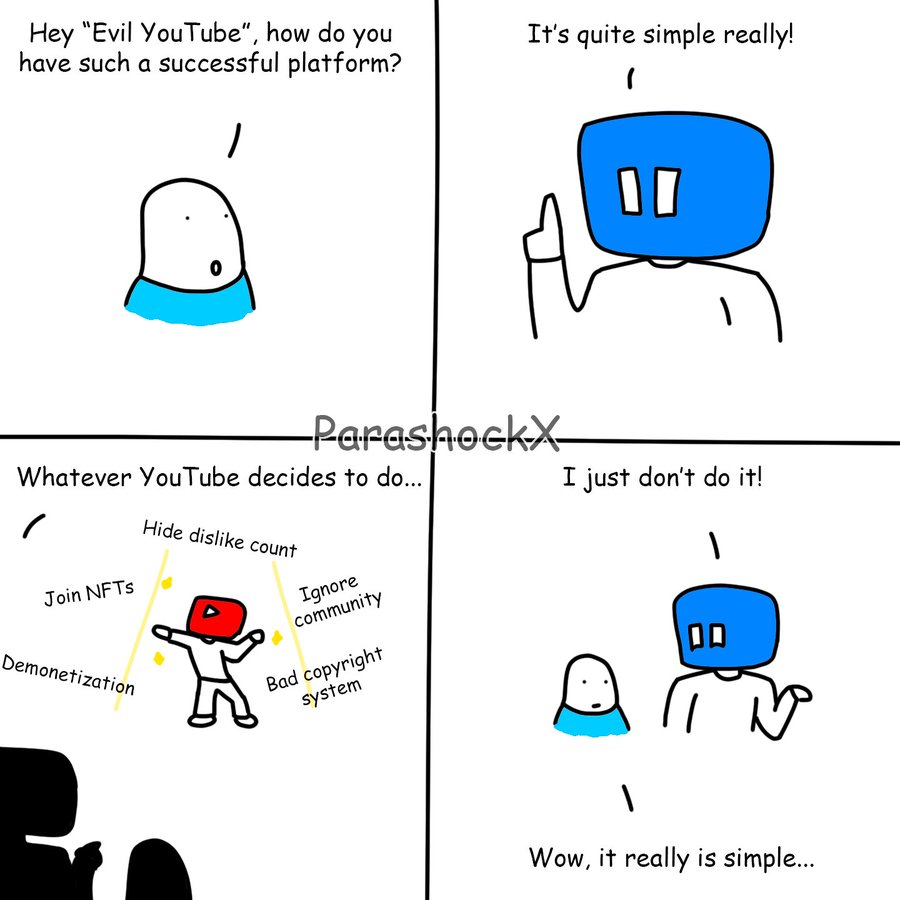 Hey “Evil YouTube”, how do you
have such a successful platform?
It’s quite simple really!
ParashockX
Whatever YouTube decides to do...
Hide dislike count
Join NFTs
Ignore
community
Demonetization
Bad copyright
system
I just don’t do it!
Wow, it really is simple...